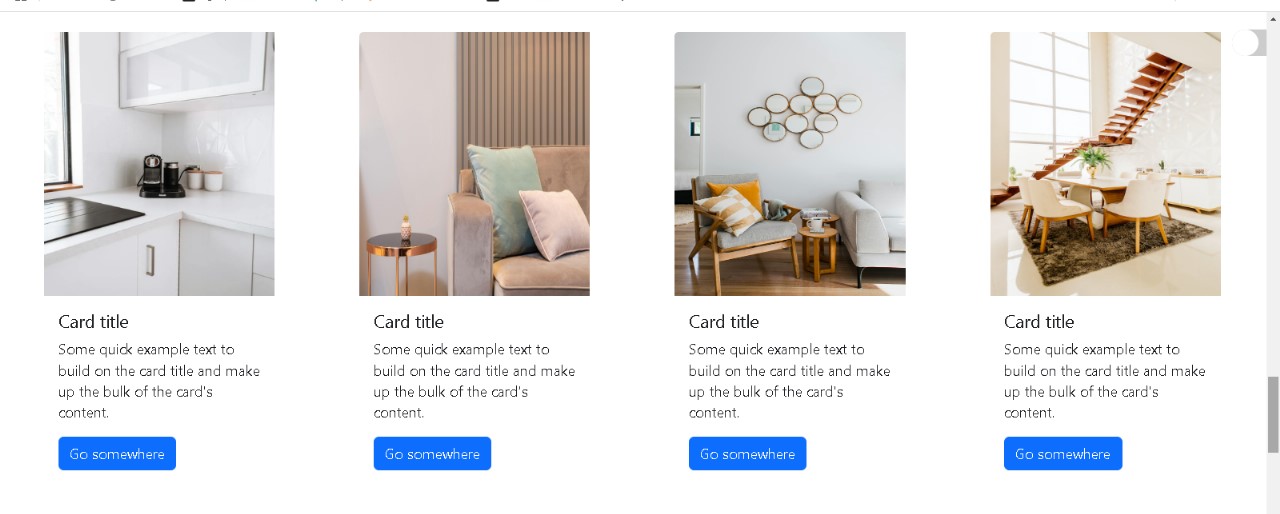 Card title
Some quick example text to
build on the card title and make
up the bulk of the card's
content.
Go somewhere
Card title
Some quick example text to
build on the card title and make
up the bulk of the card's
content.
Go somewhere
Card title
Some quick example text to
build on the card title and make
up the bulk of the card's
content.
Go somewhere
Card title
Some quick example text to
build on the card title and make
up the bulk of the card's
content.
Go somewhere